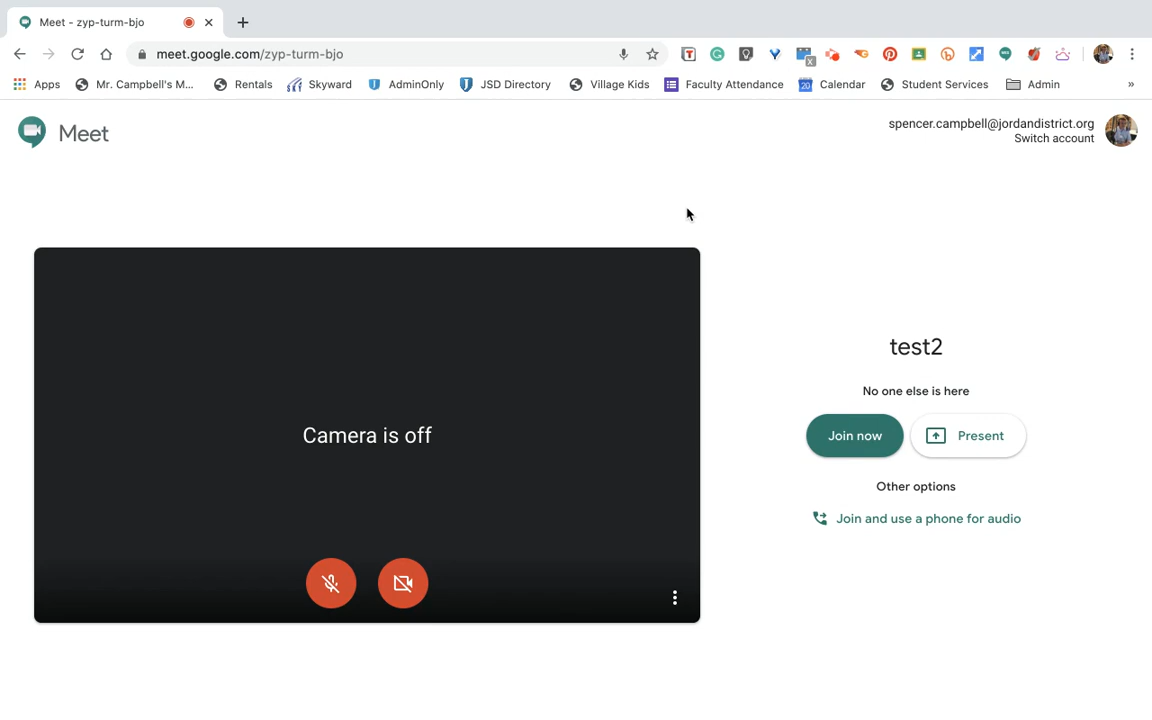 Meet - zyp-turm-bjo
meet.google.com/zyp-turm-bjo
Apps
Mr. Campbell's M...
Rentals
Skyward
AdminOnly
JSD Directory
Village Kids
Faculty Attendance
20
Calendar
Student Services
Admin
»
Meet
spencer.campbell@jordandistrict.org
Switch account
Camera is off
test2
No one else is here
Join now
Present
Other options
Join and use a phone for audio